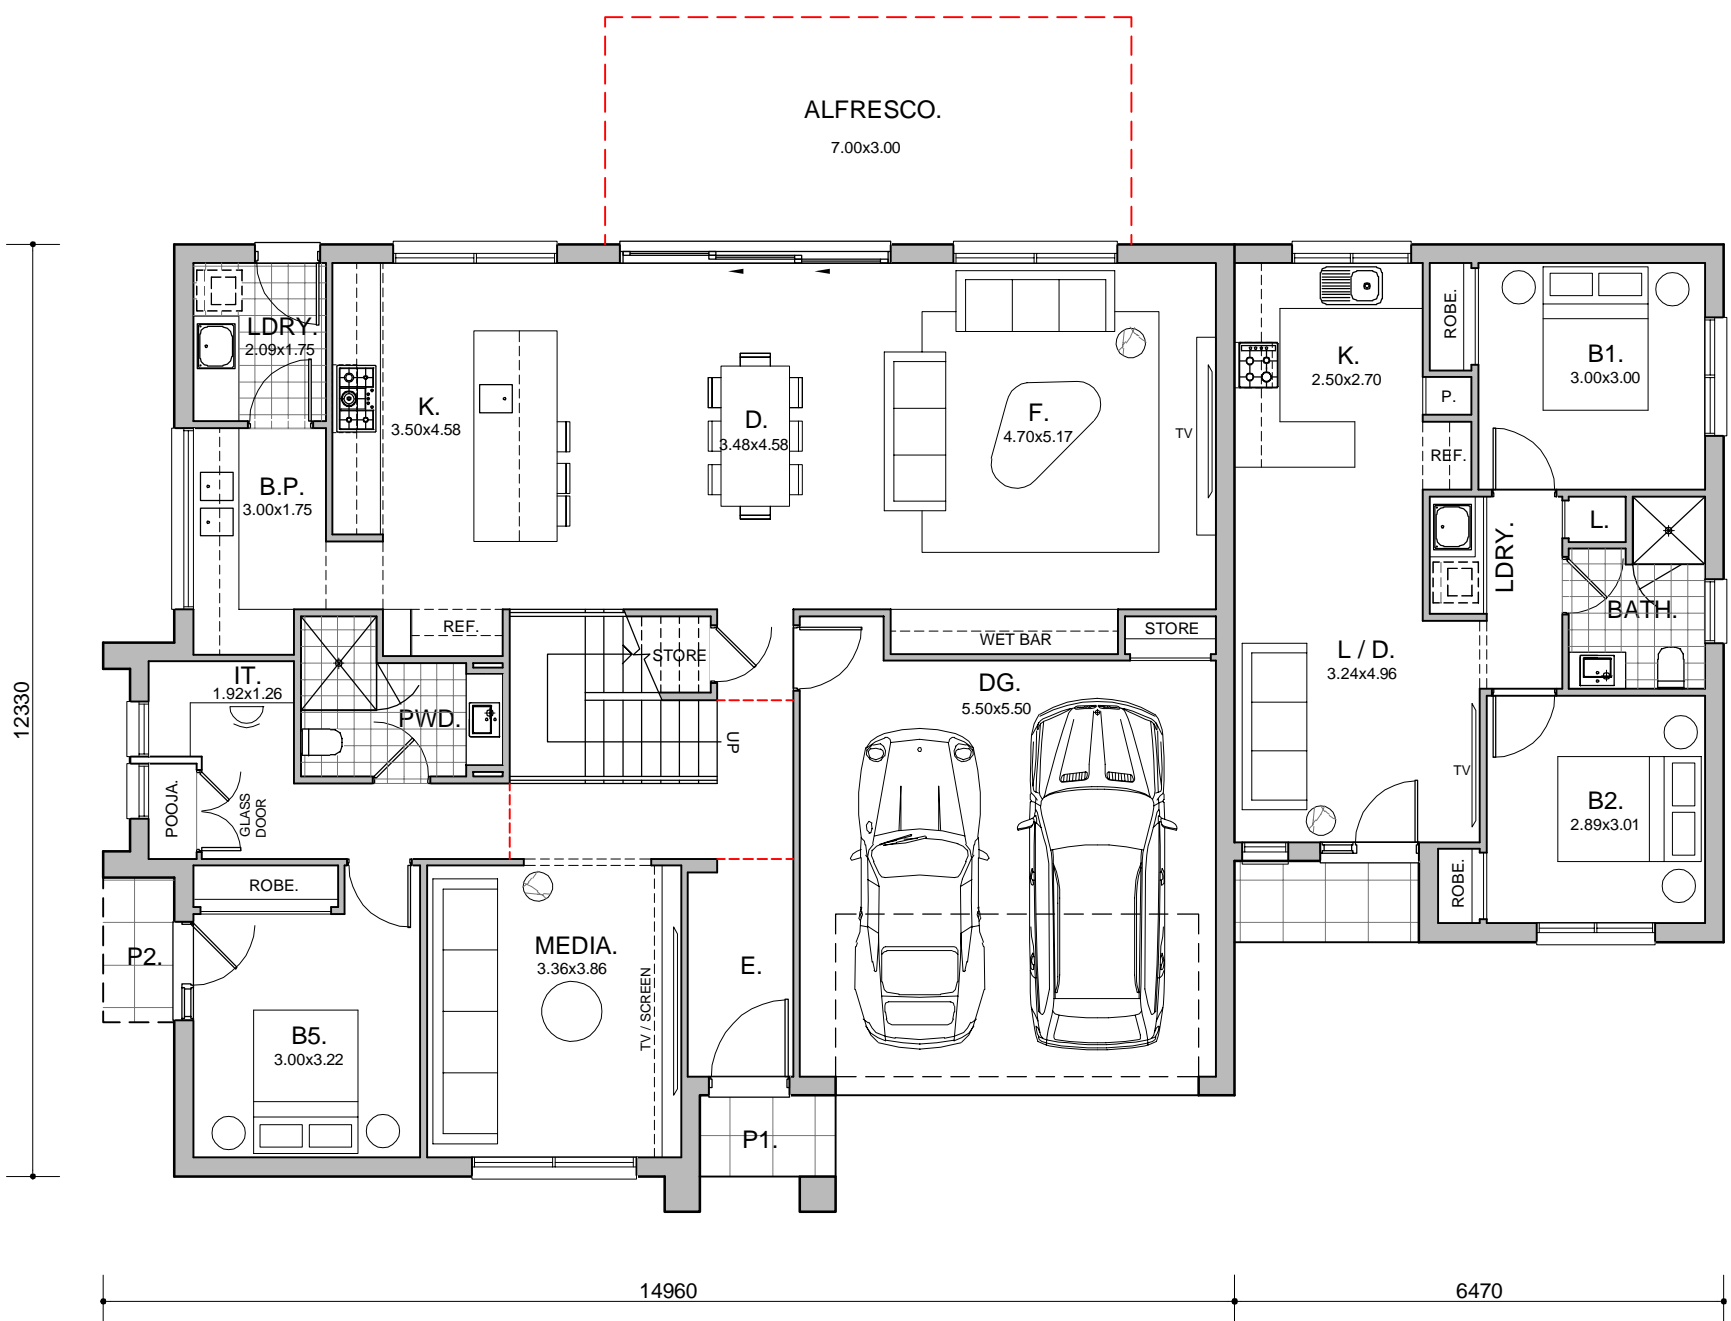 ALFRESCO.
7.00x3.00
LDRY.
2.09x1.75
K.
3.50x4.58
D.
3.48x4.58
F.
4.70x5.17
TV
K.
2.50x2.70
ROBE.
B1.
3.00x3.00
P.
REF.
B.P.
3.00x1.75
LDRY.
L.
BATH.
REF.
STORE
WET BAR
STORE
IT.
1.92x1.26
PWD.
UP
DG.
5.50x5.50
L / D.
3.24x4.96
TV
B2.
2.89x3.01
POOJA.
GLASS
DOOR
ROBE.
ROBE.
P2.
MEDIA.
3.36x3.86
TV / SCREEN
E.
B5.
3.00x3.22
P1.
12330
14960
6470